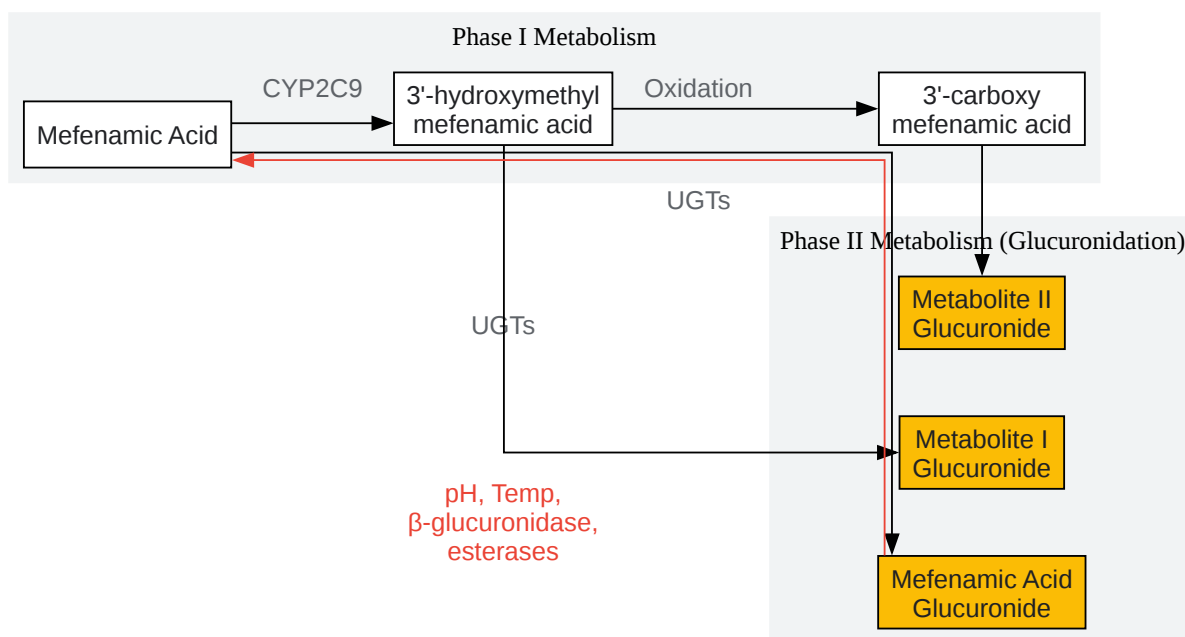 Phase I Metabolism
CYP2C9
3'-hydroxymethyl
mefenamic acid
Oxidation
3'-carboxy
mefenamic acid
Mefenamic Acid
UGTs
Phase II Metabolism (Glucuronidation)
Metabolite II
Glucuronide
UGTs
Metabolite I
Glucuronide
pH, Temp,
β-glucuronidase,
esterases
Mefenamic Acid
Glucuronide